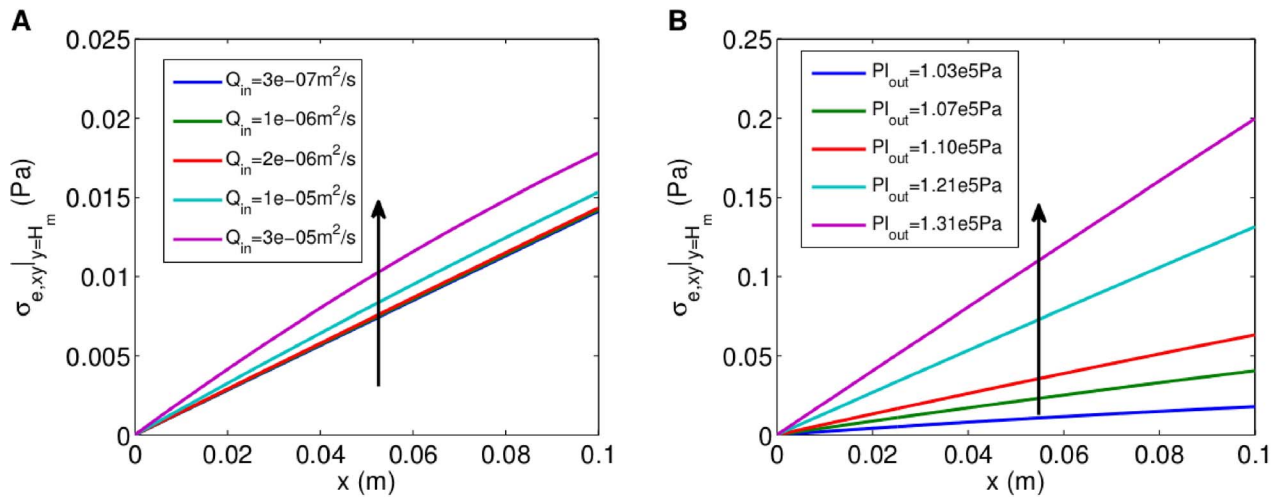 A
σe,xy|y=Hm (Pa)
0.025
0.02
0.015
0.01
0.005
0
Qin=3e−07m²/s
Qin=1e−06m²/s
Qin=2e−06m²/s
Qin=1e−05m²/s
Qin=3e−05m²/s
0 0.02 0.04 0.06 0.08 0.1
x (m)
B
σe,xy|y=Hm (Pa)
0.25
0.2
0.15
0.1
0.05
0
PIout=1.03e5Pa
PIout=1.07e5Pa
PIout=1.10e5Pa
PIout=1.21e5Pa
PIout=1.31e5Pa
0 0.02 0.04 0.06 0.08 0.1
x (m)